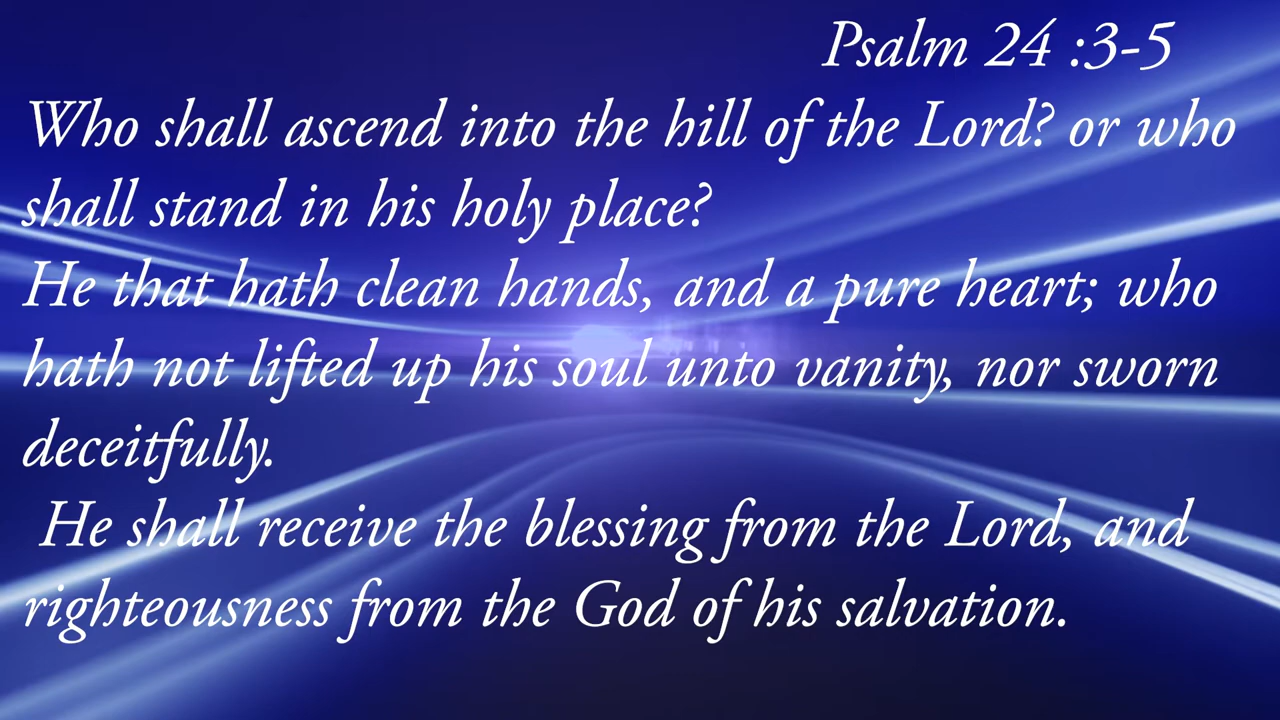 Psalm 24 :3-5
Who shall ascend into the hill of the Lord? or who
shall stand in his holy place?
He that hath clean hands, and a pure heart; who
hath not lifted up his soul unto vanity, nor sworn
deceitfully.
He shall receive the blessing from the Lord, and
righteousness from the God of his salvation.